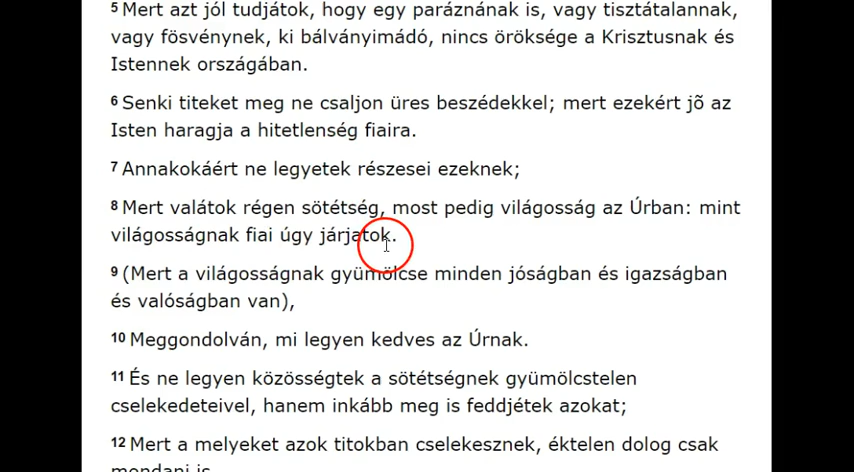 5 Mert azt jól tudjátok, hogy egy paráznának is, vagy tisztátalannak,
vagy fösvénynek, ki bálványimádó, nincs öröksége a Krisztusnak és
Istennek országában.
6 Senki titeket meg ne csaljon üres beszédekkel; mert ezekért jõ az
Isten haragja a hitetlenség fiaira.
7 Annakokáért ne legyetek részesei ezeknek;
8 Mert valátok régen sötétség, most pedig világosság az Úrban: mint
világosságnak fiai úgy járjatok.
9 (Mert a világosságnak gyümölcse minden jóságban és igazságban
és valóságban van),
10 Meggondolván, mi legyen kedves az Úrnak.
11 És ne legyen közösségtek a sötétségnek gyümölcstelen
cselekedeteivel, hanem inkább meg is feddjétek azokat;
12 Mert a melyeket azok titokban cselekesznek, éktelen dolog csak
mondani is